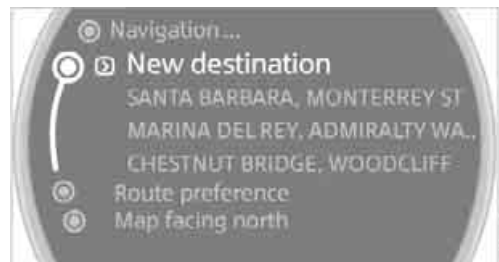 Navigation...
New destination
SANTA BARBARA, MONTERREY ST
MARINA DEL REY, ADMIRALTY WA..
CHESTNUT BRIDGE, WOODCLIFF
Route preference
Map facing north